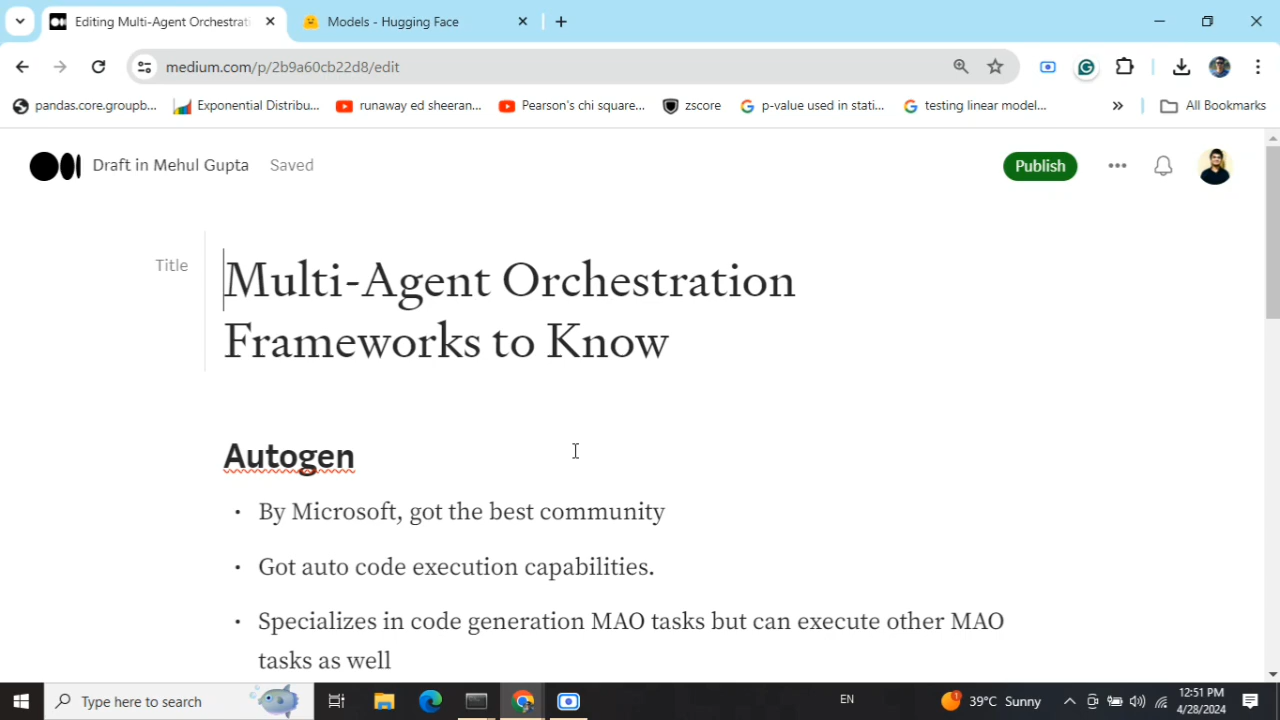 Editing Multi-Agent Orchestrati
Models - Hugging Face
medium.com/p/2b9a60cb22d8/edit
pandas.core.groupb...
Exponential Distribu...
runaway ed sheeran...
Pearson's chi square...
zscore
p-value used in stati...
testing linear model...
»
All Bookmarks
Draft in Mehul Gupta
Saved
Publish
Title
Multi-Agent Orchestration
Frameworks to Know
Autogen
• By Microsoft, got the best community
• Got auto code execution capabilities.
• Specializes in code generation MAO tasks but can execute other MAO
tasks as well
Type here to search
EN
39°C Sunny
12:51 PM
4/28/2024